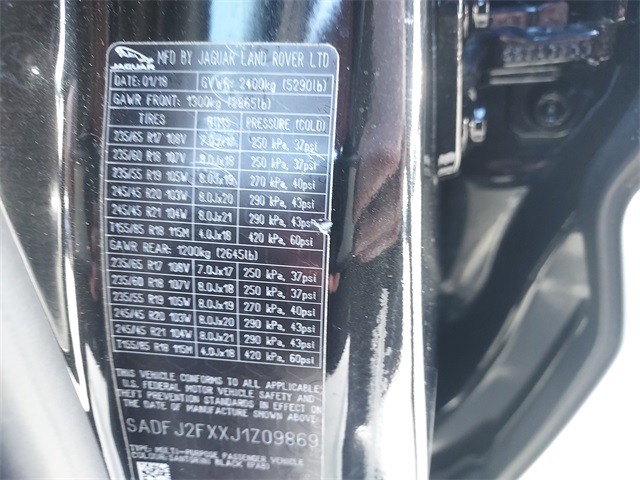 JAGUAR
MFD BY JAGUAR LAND ROVER LTD
DATE: 01/18 GVWR: 2400kg (5290lb)
GAWR FRONT: 1300kg (2865lb)
TIRES RIMS PRESSURE (COLD)
235/65 R17 108V 7.0Jx17 250 kPa, 37psi
235/60 R18 107V 8.0Jx18 250 kPa, 37psi
235/55 R19 105W 8.0Jx19 270 kPa, 40psi
245/45 R20 103W 8.0Jx20 290 kPa, 43psi
245/45 R21 104W 8.0Jx21 290 kPa, 43psi
T155/85 R18 115M 4.0Jx18 420 kPa, 60psi
GAWR REAR: 1200kg (2645lb)
235/65 R17 108V 7.0Jx17 250 kPa, 37psi
235/60 R18 107V 8.0Jx18 250 kPa, 37psi
235/55 R19 105W 8.0Jx19 270 kPa, 40psi
245/45 R20 103W 8.0Jx20 290 kPa, 43psi
245/45 R21 104W 8.0Jx21 290 kPa, 43psi
T155/85 R18 115M 4.0Jx18 420 kPa, 60psi
THIS VEHICLE CONFORMS TO ALL APPLICABLE
U.S. FEDERAL MOTOR VEHICLE SAFETY
THEFT PREVENTION STANDARDS IN EFFECT
THE DATE OF MANUFACTURE SHOWN ABOVE
SADFJ2FXXJ1Z09869
TYPE: MULTI-PURPOSE PASSENGER VEHICLE
COLOUR: SANTORINI BLACK (PAB)